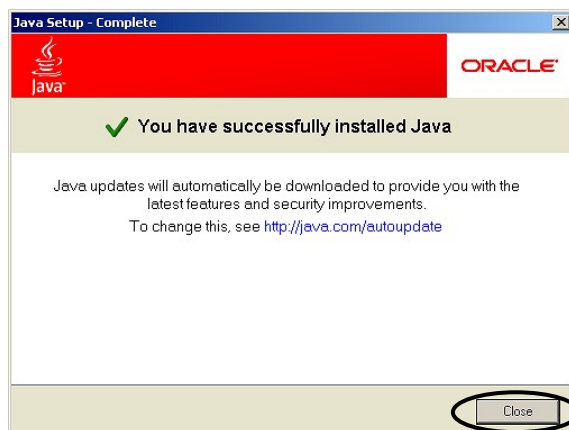 Java Setup - Complete
Java
ORACLE
You have successfully installed Java
Java updates will automatically be downloaded to provide you with the
latest features and security improvements.
To change this, see http://java.com/autoupdate
Close